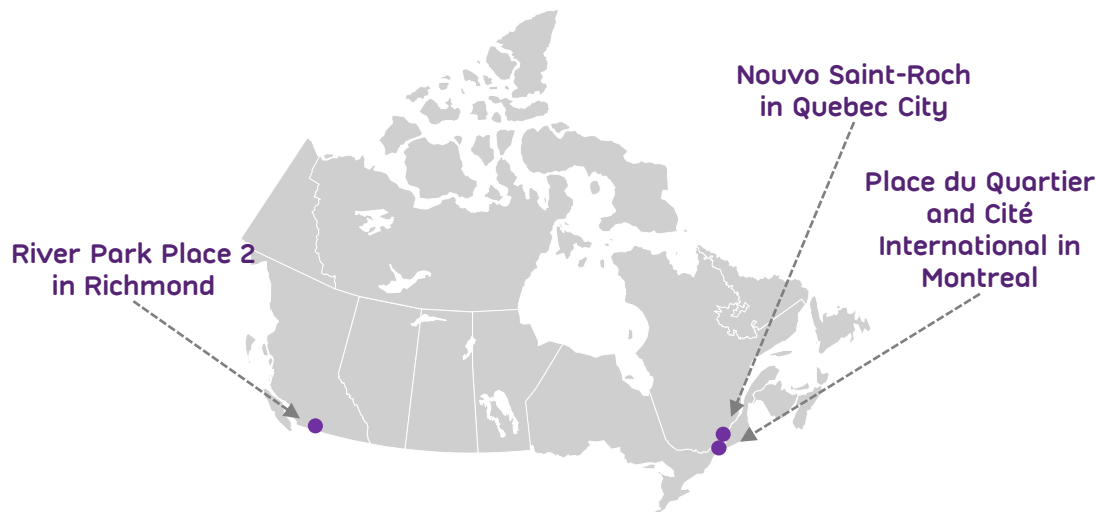 Nouvo Saint-Roch
in Quebec City
Place du Quartier
and Cité
International in
Montreal
River Park Place 2
in Richmond